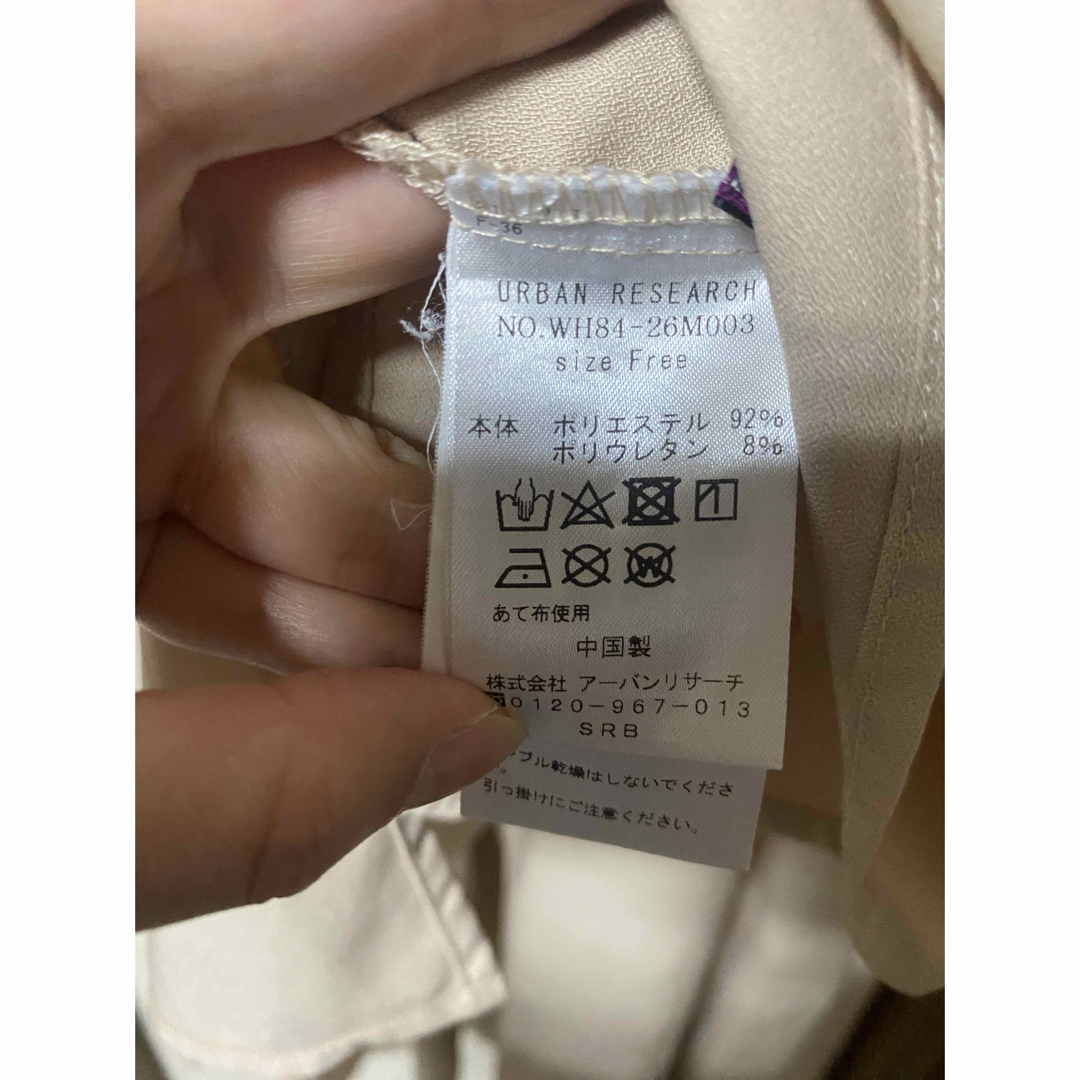 F-36
URBAN RESEARCH
NO.WH84-26M003
size Free
本体 ポリエステル 92%
ポリウレタン 8%
あて布使用
中国製
株式会社 アーバンリサーチ
0120-967-013
SRB
ブル乾燥はしないでくださ
引っ掛けにご注意ください。